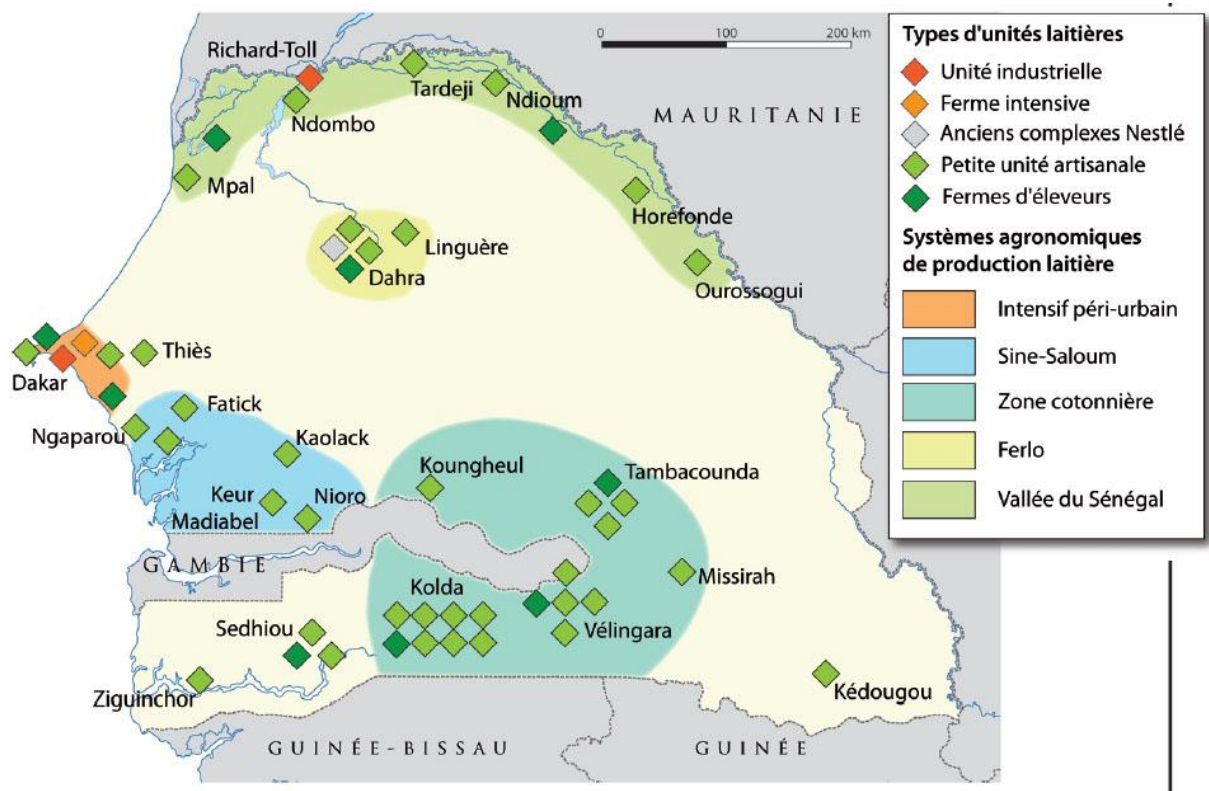 Richard-Toll
0 100 200 km
Tardeji
Ndioum
Ndombo
MAURITANIE
Mpal
Horefonde
Linguère
Dahra
Ourossogui
Thiès
Dakar
Fatick
Ngaparou
Kaolack
Koungheul
Tambacounda
Keur
Madiabel
Nioro
GAMBIE
Missirah
Kolda
Vélingara
Sedhiou
Ziguinchor
Kédougou
GUINÉE-BISSAU
GUINÉE
Types d'unités laitières
Unité industrielle
Ferme intensive
Anciens complexes Nestlé
Petite unité artisanale
Fermes d'éleveurs
Systèmes agronomiques
de production laitière
Intensif péri-urbain
Sine-Saloum
Zone cotonnière
Ferlo
Vallée du Sénégal